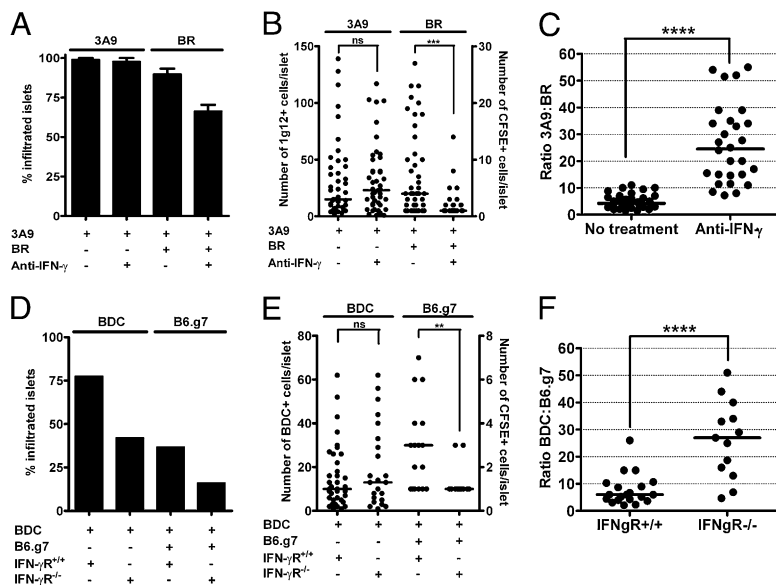 A
3A9 BR
% infiltrated islets
100
75
50
25
0
3A9 + + + +
BR - - + +
Anti-IFN-γ - + - +
B
3A9 BR
ns ***
Number of 1g12+ cells/islet
150
120
90
60
30
0
Number of CFSE+ cells/islet
30
20
10
0
3A9 + + + +
BR - - + +
Anti-IFN-γ - + - +
C
****
Ratio 3A9:BR
60
50
40
30
20
10
0
No treatment Anti-IFNγ
D
BDC B6.g7
% infiltrated islets
100
75
50
25
0
BDC + + + +
B6.g7 - - + +
IFN-γR+/+ + - + -
IFN-γR-/- - + - +
E
BDC B6.g7
ns **
Number of BDC+ cells/islet
80
60
40
20
0
Number of CFSE+ cells/islet
8
6
4
2
0
BDC + + + +
B6.g7 - - + +
IFN-γR+/+ + - + -
IFN-γR-/- - + - +
F
****
Ratio BDC:B6.g7
60
50
40
30
20
10
0
IFNgR+/+ IFNgR-/-